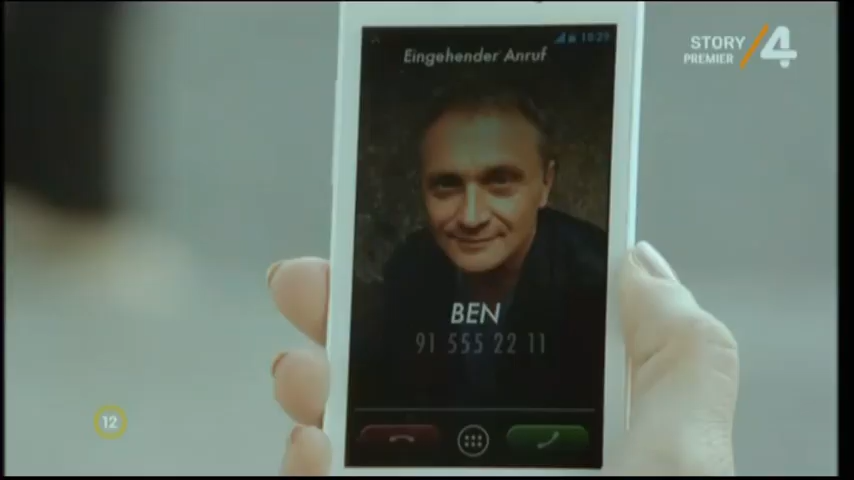 STORY /4
PREMIER
10:29
Eingehender Anruf
BEN
91 555 22 11
12